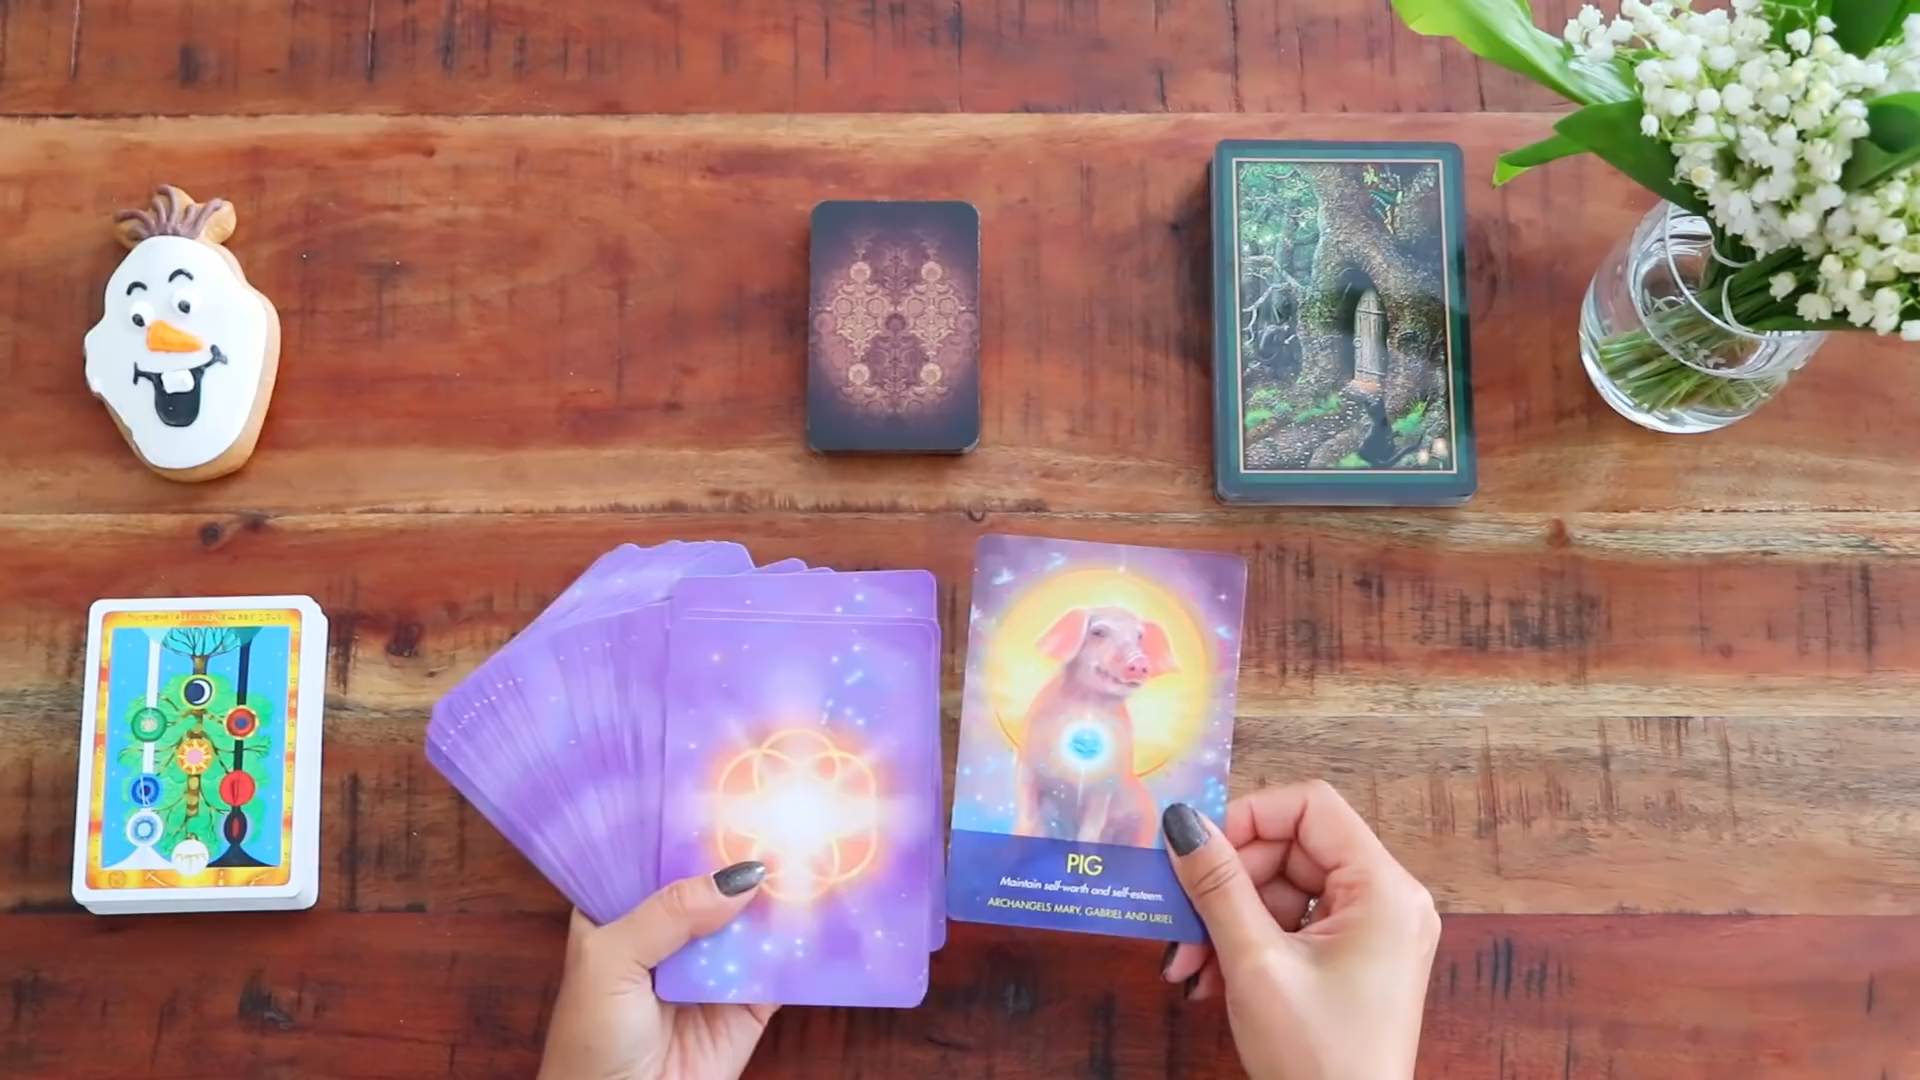 PIG
Maintain self-worth and self-esteem.
ARCHANGELS MARY, GABRIEL AND URIEL